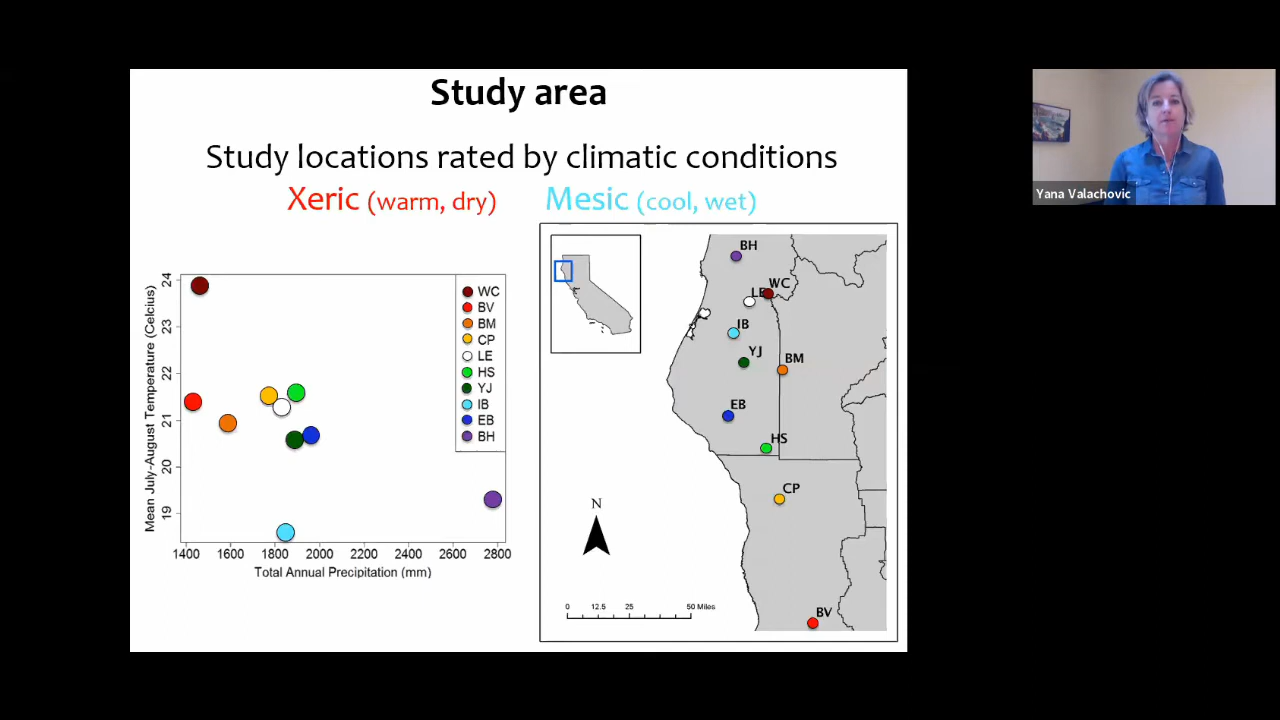 Study area
Study locations rated by climatic conditions
Xeric (warm, dry) Mesic (cool, wet)
Mean July-August Temperature (Celcius)
24
23
22
21
20
19
1400 1600 1800 2000 2200 2400 2600 2800
Total Annual Precipitation (mm)
WC
BV
BM
CP
LE
HS
YJ
IB
EB
BH
BH
WC
LE
IB
YJ
BM
EB
HS
CP
BV
N
0 12.5 25 50 Miles
Yana Valachovic